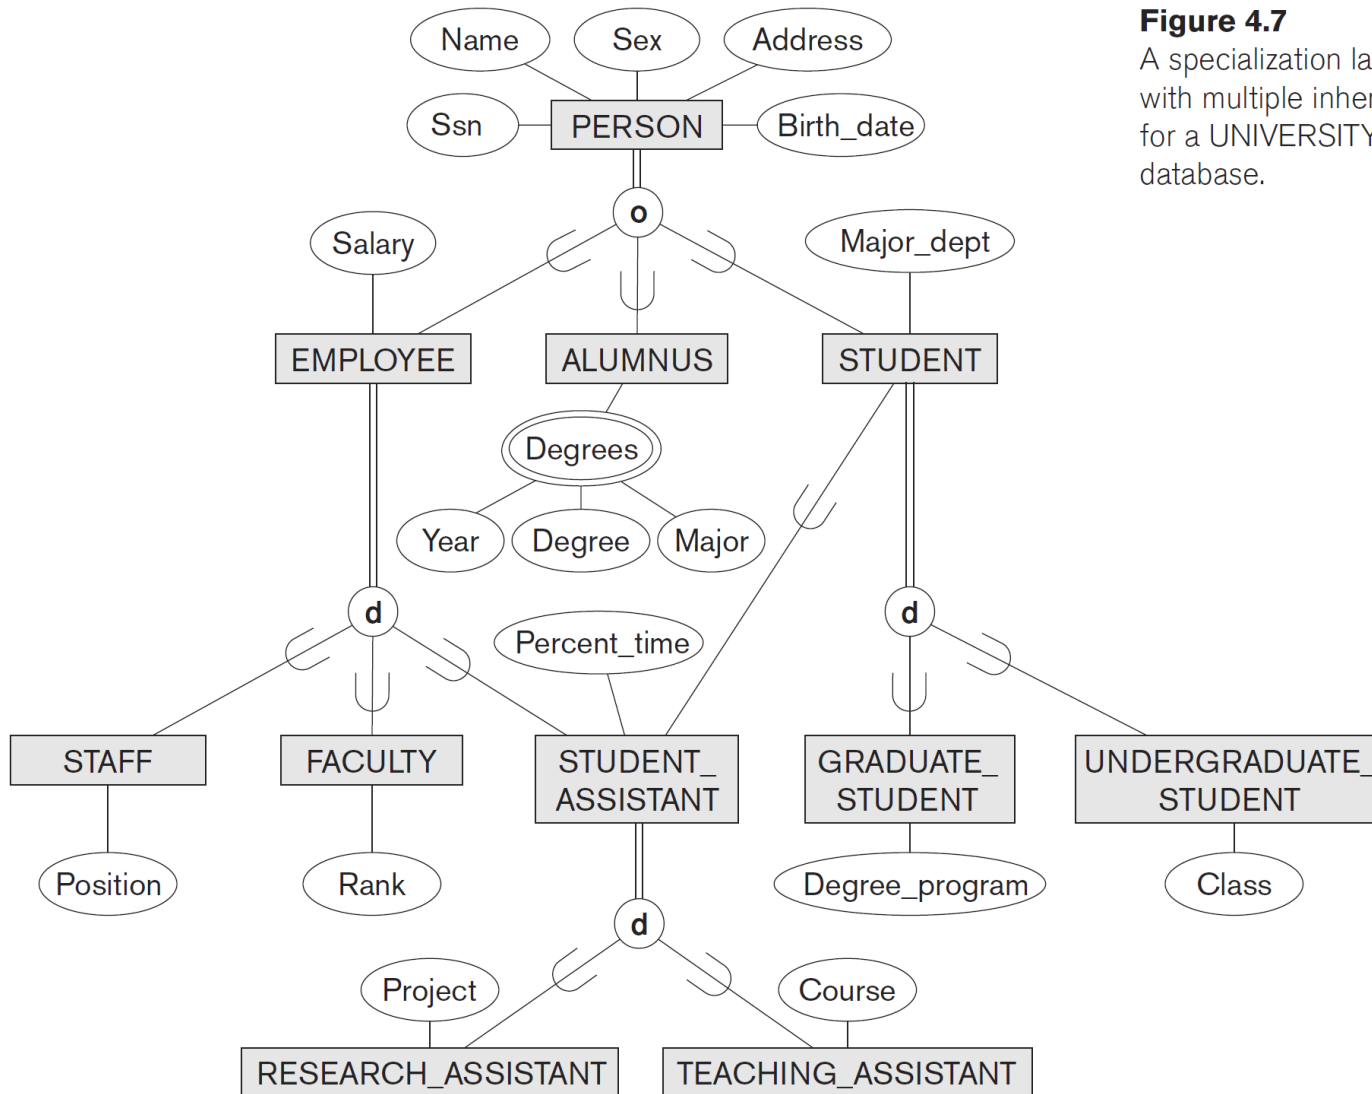 Figure 4.7
A specialization la
with multiple inher
for a UNIVERSITY
database.
Name
Sex
Address
Ssn
PERSON
Birth_date
o
Salary
Major_dept
EMPLOYEE
ALUMNUS
STUDENT
Degrees
Year
Degree
Major
d
d
Percent_time
STAFF
FACULTY
STUDENT_
ASSISTANT
GRADUATE_
STUDENT
UNDERGRADUATE_
STUDENT
Position
Rank
Degree_program
Class
d
Project
Course
RESEARCH_ASSISTANT
TEACHING_ASSISTANT